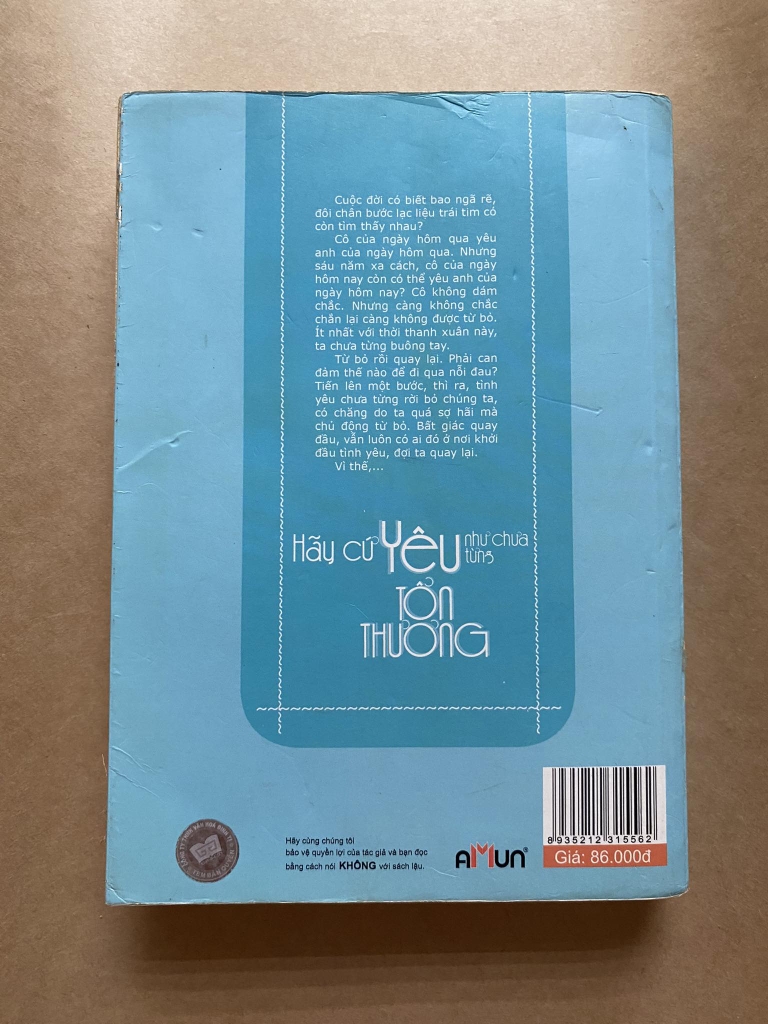 Cuộc đời có biết bao ngã rẽ,
đôi chân bước lạc liệu trái tim có
còn tìm thấy nhau?
Cô của ngày hôm qua yêu
anh của ngày hôm qua. Nhưng
sáu năm xa cách, cô của ngày
hôm nay còn có thể yêu anh của
ngày hôm nay? Cô không dám
chắc. Nhưng càng không chắc
chắn lại càng không được từ bỏ.
Ít nhất với thời thanh xuân này,
ta chưa từng buông tay.
Từ bỏ rồi quay lại. Phải can
đảm thế nào để đi qua nỗi đau?
Tiến lên một bước, thì ra, tình
yêu chưa từng rời bỏ chúng ta,
có chăng do ta quá sợ hãi mà
chủ động từ bỏ. Bất giác quay
đầu, vẫn luôn có ai đó ở nơi khởi
đầu tình yêu, đợi ta quay lại.
Vì thế,...
Hãy cứ Yêu như chưa từng
TỔN
THƯƠNG
Hãy cùng chúng tôi
bảo vệ quyền lợi của tác giả và bạn đọc
bằng cách nói KHÔNG với sách lậu.
AMUN®
8935212 315562
Giá: 86.000đ